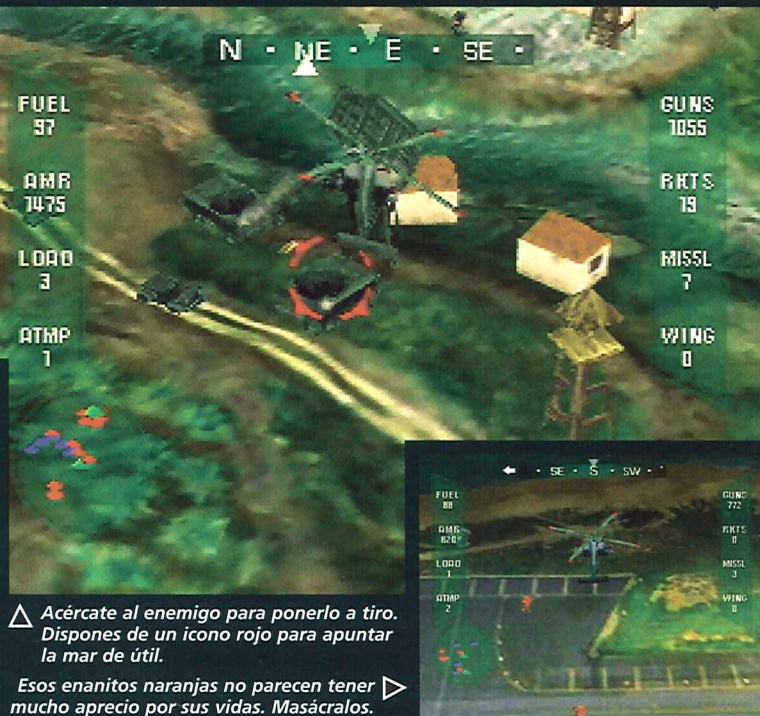 N · NE · E · SE ·
FUEL
97
GUNS
1055
AMR
1475
RKTS
19
LOAD
3
MISSL
7
ATMP
1
WING
0
· SE · S · SW ·
FUEL
88
GUNS
772
AMR
820
RKTS
0
LOAD
1
MISSL
3
ATMP
2
WING
0
Acércate al enemigo para ponerlo a tiro.
Dispones de un icono rojo para apuntar
la mar de útil.
Esos enanitos naranjas no parecen tener
mucho aprecio por sus vidas. Masácralos.